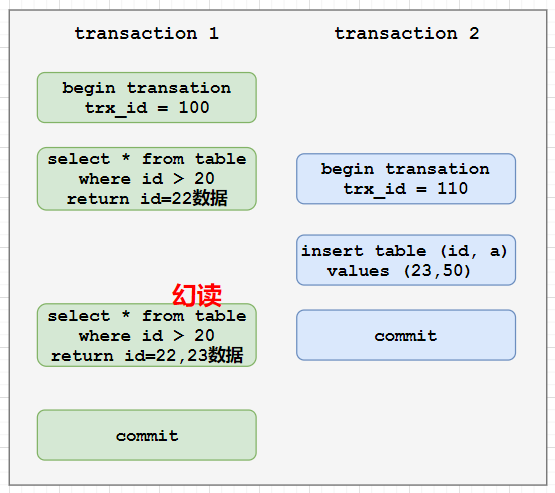 transaction 1
transaction 2
begin transation
trx_id = 100
select * from table
where id > 20
return id=22数据
begin transation
trx_id = 110
insert table (id, a)
values (23,50)
幻读
select * from table
where id > 20
return id=22,23数据
commit
commit